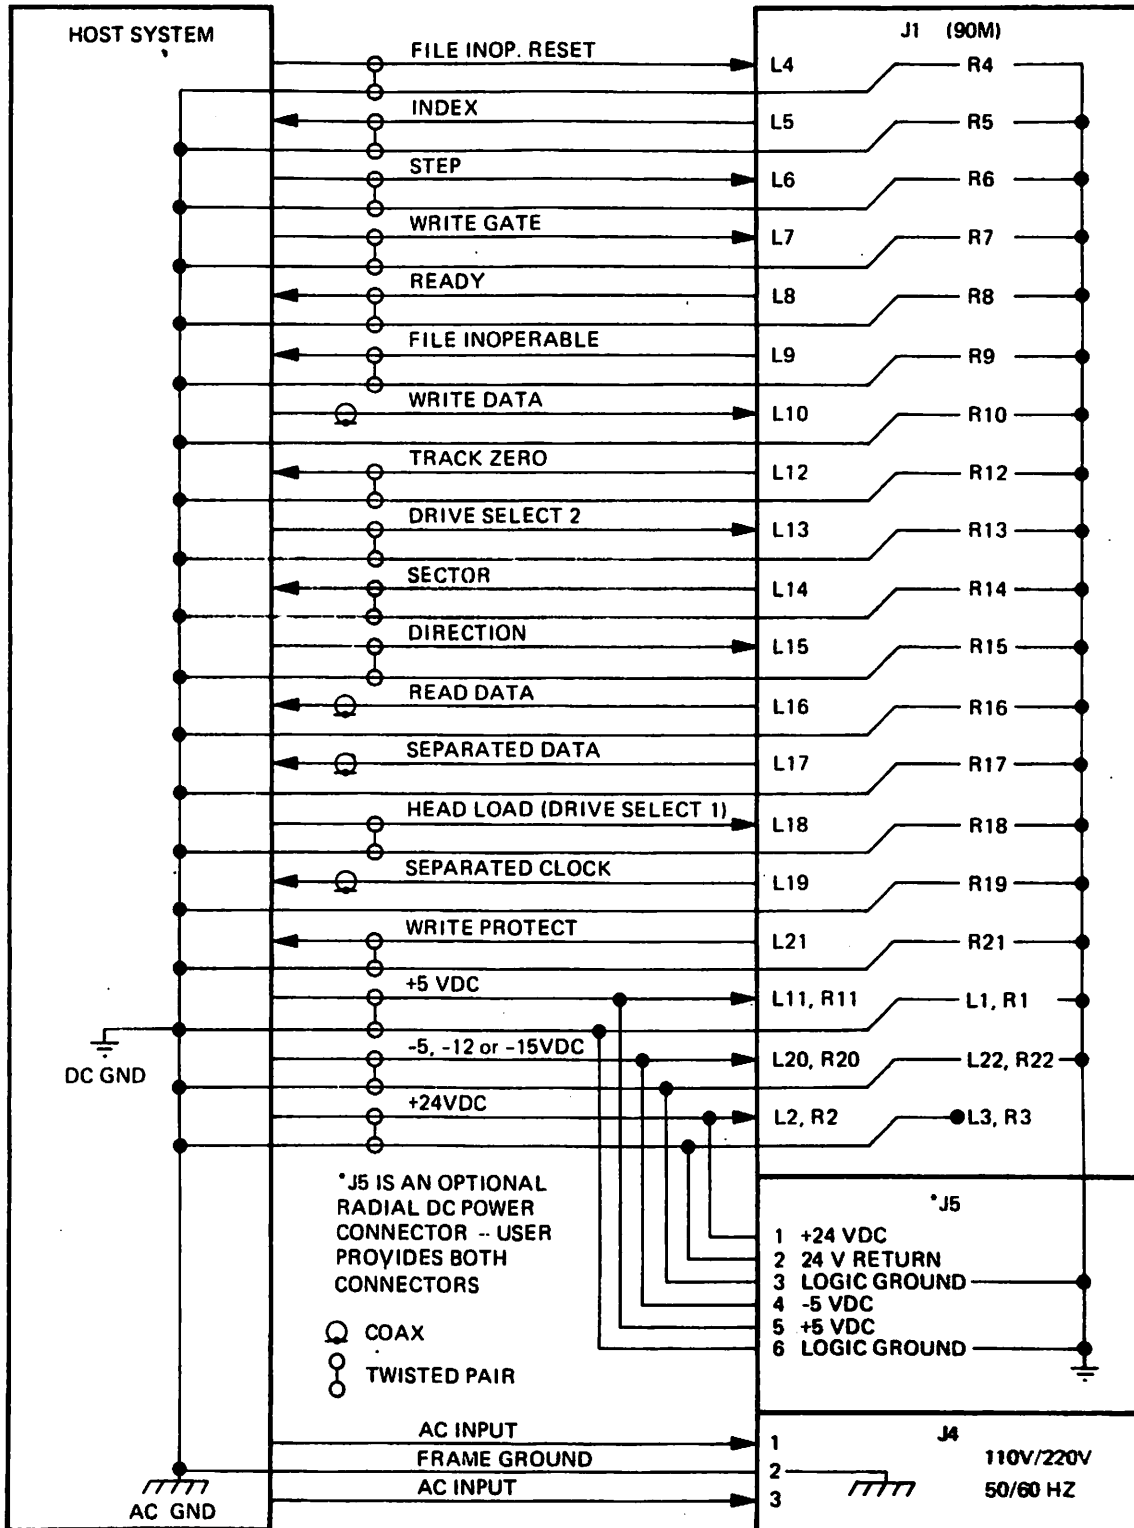 HOST SYSTEM
J1 (90M)
FILE INOP. RESET
L4 R4
INDEX
L5 R5
STEP
L6 R6
WRITE GATE
L7 R7
READY
L8 R8
FILE INOPERABLE
L9 R9
WRITE DATA
L10 R10
TRACK ZERO
L12 R12
DRIVE SELECT 2
L13 R13
SECTOR
L14 R14
DIRECTION
L15 R15
READ DATA
L16 R16
SEPARATED DATA
L17 R17
HEAD LOAD (DRIVE SELECT 1)
L18 R18
SEPARATED CLOCK
L19 R19
WRITE PROTECT
L21 R21
+5 VDC
L11, R11 L1, R1
DC GND
-5, -12 or -15VDC
L20, R20 L22, R22
+24VDC
L2, R2 L3, R3
*J5 IS AN OPTIONAL
RADIAL DC POWER
CONNECTOR -- USER
PROVIDES BOTH
CONNECTORS
*J5
1 +24 VDC
2 24 V RETURN
3 LOGIC GROUND
4 -5 VDC
5 +5 VDC
6 LOGIC GROUND
COAX
TWISTED PAIR
J4
AC INPUT
1
FRAME GROUND
2
AC INPUT
3
110V/220V
50/60 HZ
AC GND